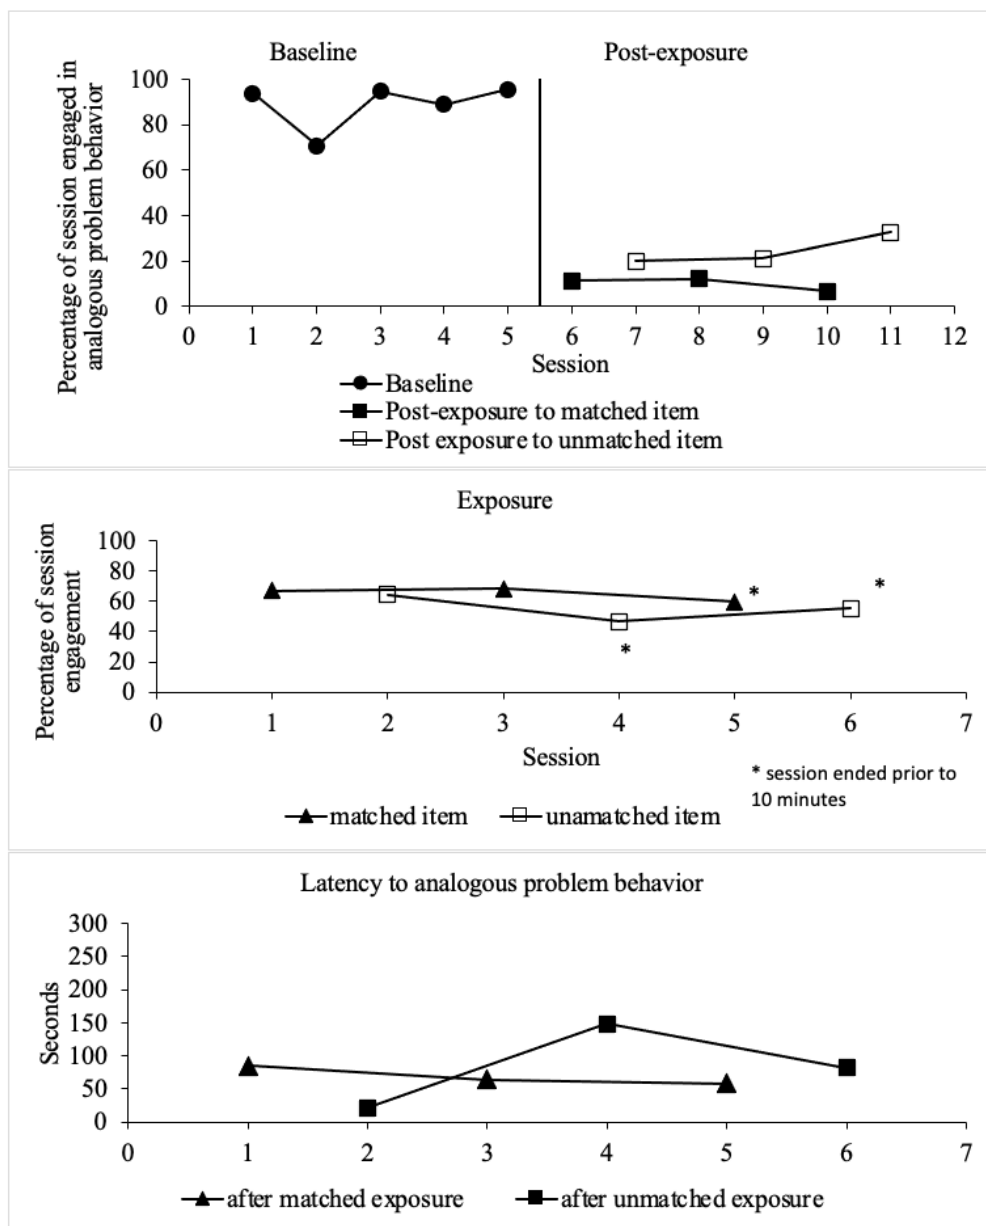 Baseline
Post-exposure
Percentage of session engaged in
analogous problem behavior
100
80
60
40
20
0
0 1 2 3 4 5 6 7 8 9 10 11 12
Session
Baseline
Post-exposure to matched item
Post exposure to unmatched item
Exposure
Percentage of session
engagement
100
80
60
40
20
0
*
*
*
0 1 2 3 4 5 6 7
Session
* session ended prior to
10 minutes
matched item
unamatched item
Latency to analogous problem behavior
Seconds
300
250
200
150
100
50
0
0 1 2 3 4 5 6 7
after matched exposure
after unmatched exposure